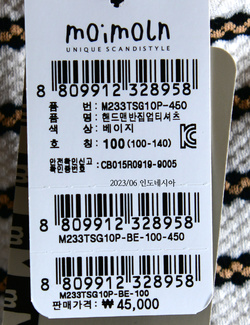 moimoln
UNIQUE SCANDISTYLE
8 809912 328958
품 번 : M233TSG10P-450
품 명 : 핸드맨반집업티셔츠
색 상 : 베이지
호 칭 : 100 (100-140)
안전확인신고
확인증번호 : CB015R0919-9005
2023/06 인도네시아
8 809912 328958
M233TSG10P-BE-100-450
8 809912 328958
M233TSG10P-BE-100
판매가격 : ₩ 45,000